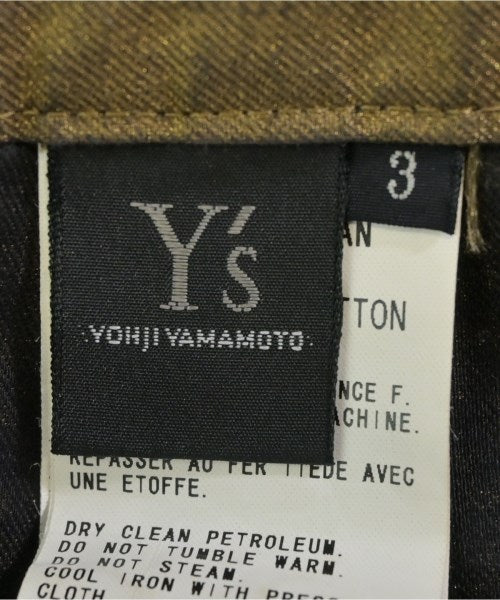 Y's
YOHJI YAMAMOTO
3
AN
TTON
NCE F.
ACHINE.
REPASSER AU FER TIEDE AVEC
UNE ETOFFE.
DRY CLEAN PETROLEUM.
DO NOT TUMBLE WARM.
DO NOT STEAM.
COOL IRON WITH PRESS
CLOTH